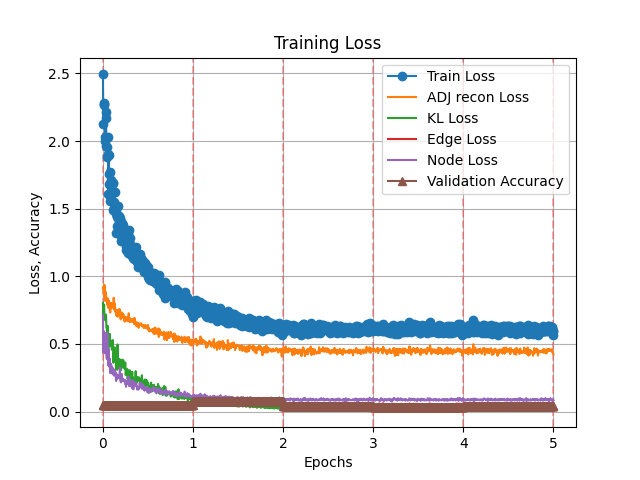 Training Loss
Train Loss
ADJ recon Loss
KL Loss
Edge Loss
Node Loss
Validation Accuracy
Loss, Accuracy
2.5
2.0
1.5
1.0
0.5
0.0
0 1 2 3 4 5
Epochs